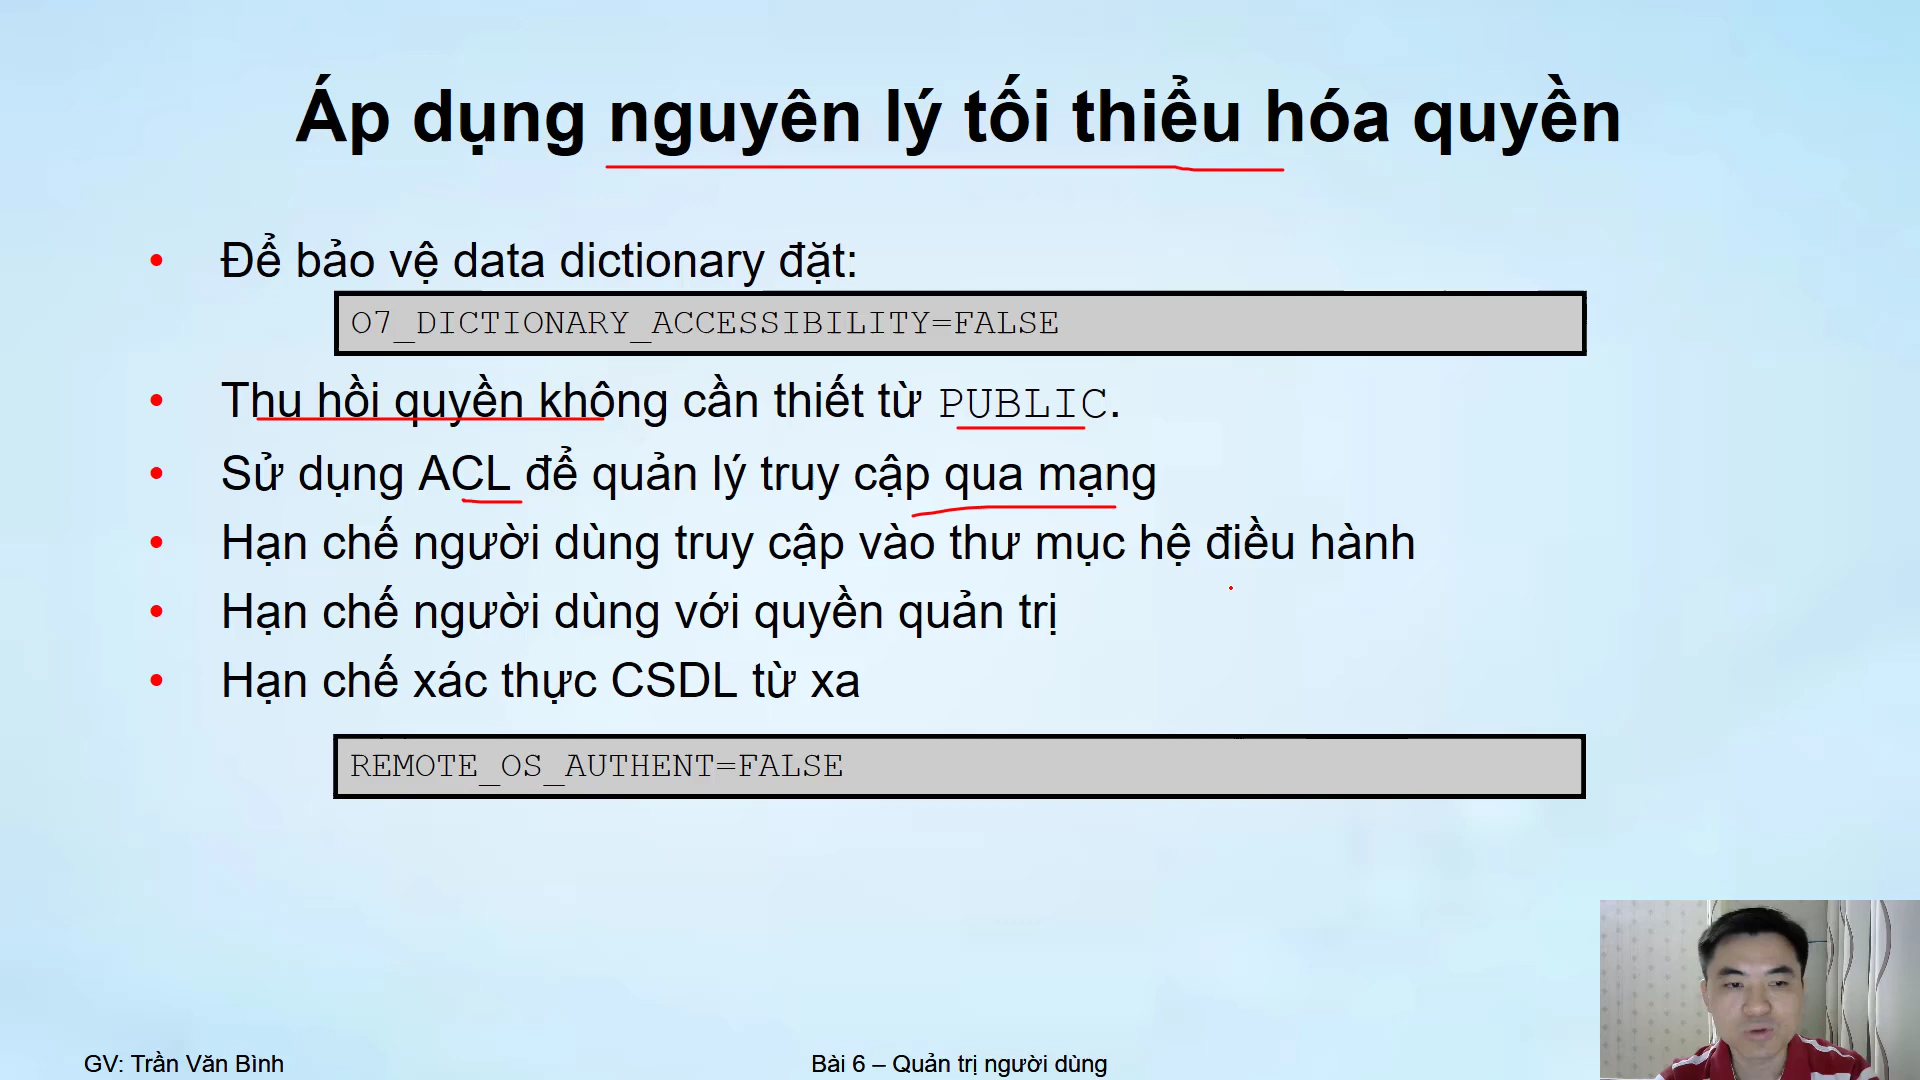 Áp dụng nguyên lý tối thiểu hóa quyền
• Để bảo vệ data dictionary đặt:
O7_DICTIONARY_ACCESSIBILITY=FALSE
• Thu hồi quyền không cần thiết từ PUBLIC.
• Sử dụng ACL để quản lý truy cập qua mạng
• Hạn chế người dùng truy cập vào thư mục hệ điều hành
• Hạn chế người dùng với quyền quản trị
• Hạn chế xác thực CSDL từ xa
REMOTE_OS_AUTHENT=FALSE
GV: Trần Văn Bình
Bài 6 – Quản trị người dùng